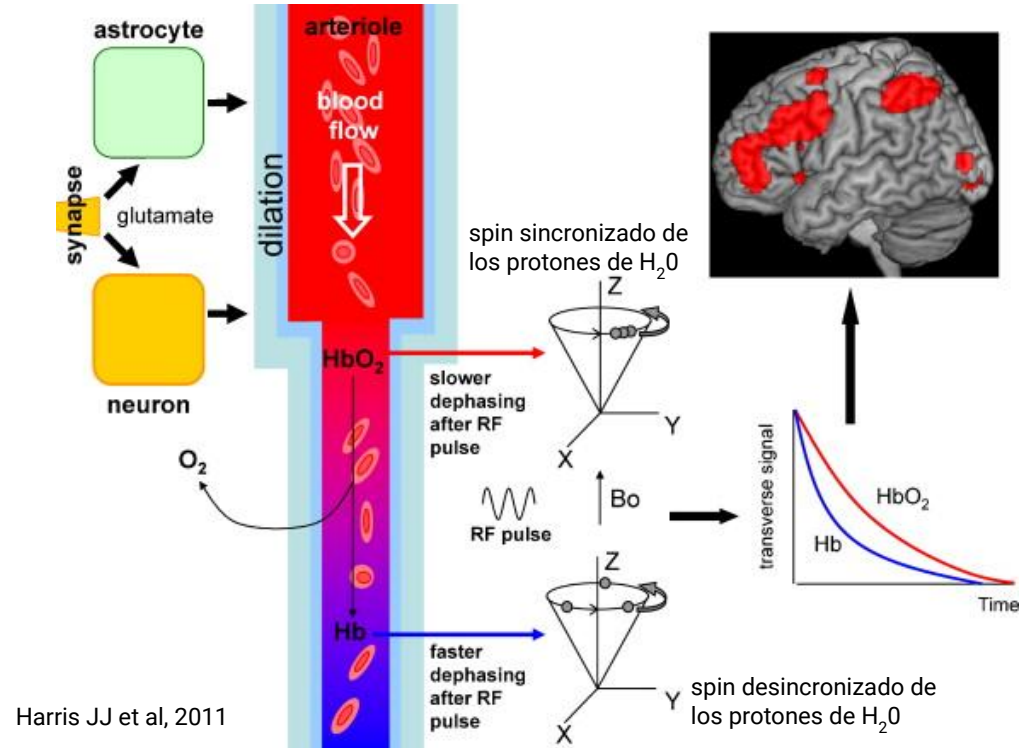 astrocyte
synapse
glutamate
neuron
dilation
arteriole
blood
flow
HbO₂
O₂
Hb
slower
dephasing
after RF
pulse
spin sincronizado de
los protones de H₂0
Z
Y
X
RF pulse
Bo
faster
dephasing
after RF
pulse
Z
Y
X
spin desincronizado de
los protones de H₂0
transverse signal
HbO₂
Hb
Time
Harris JJ et al, 2011